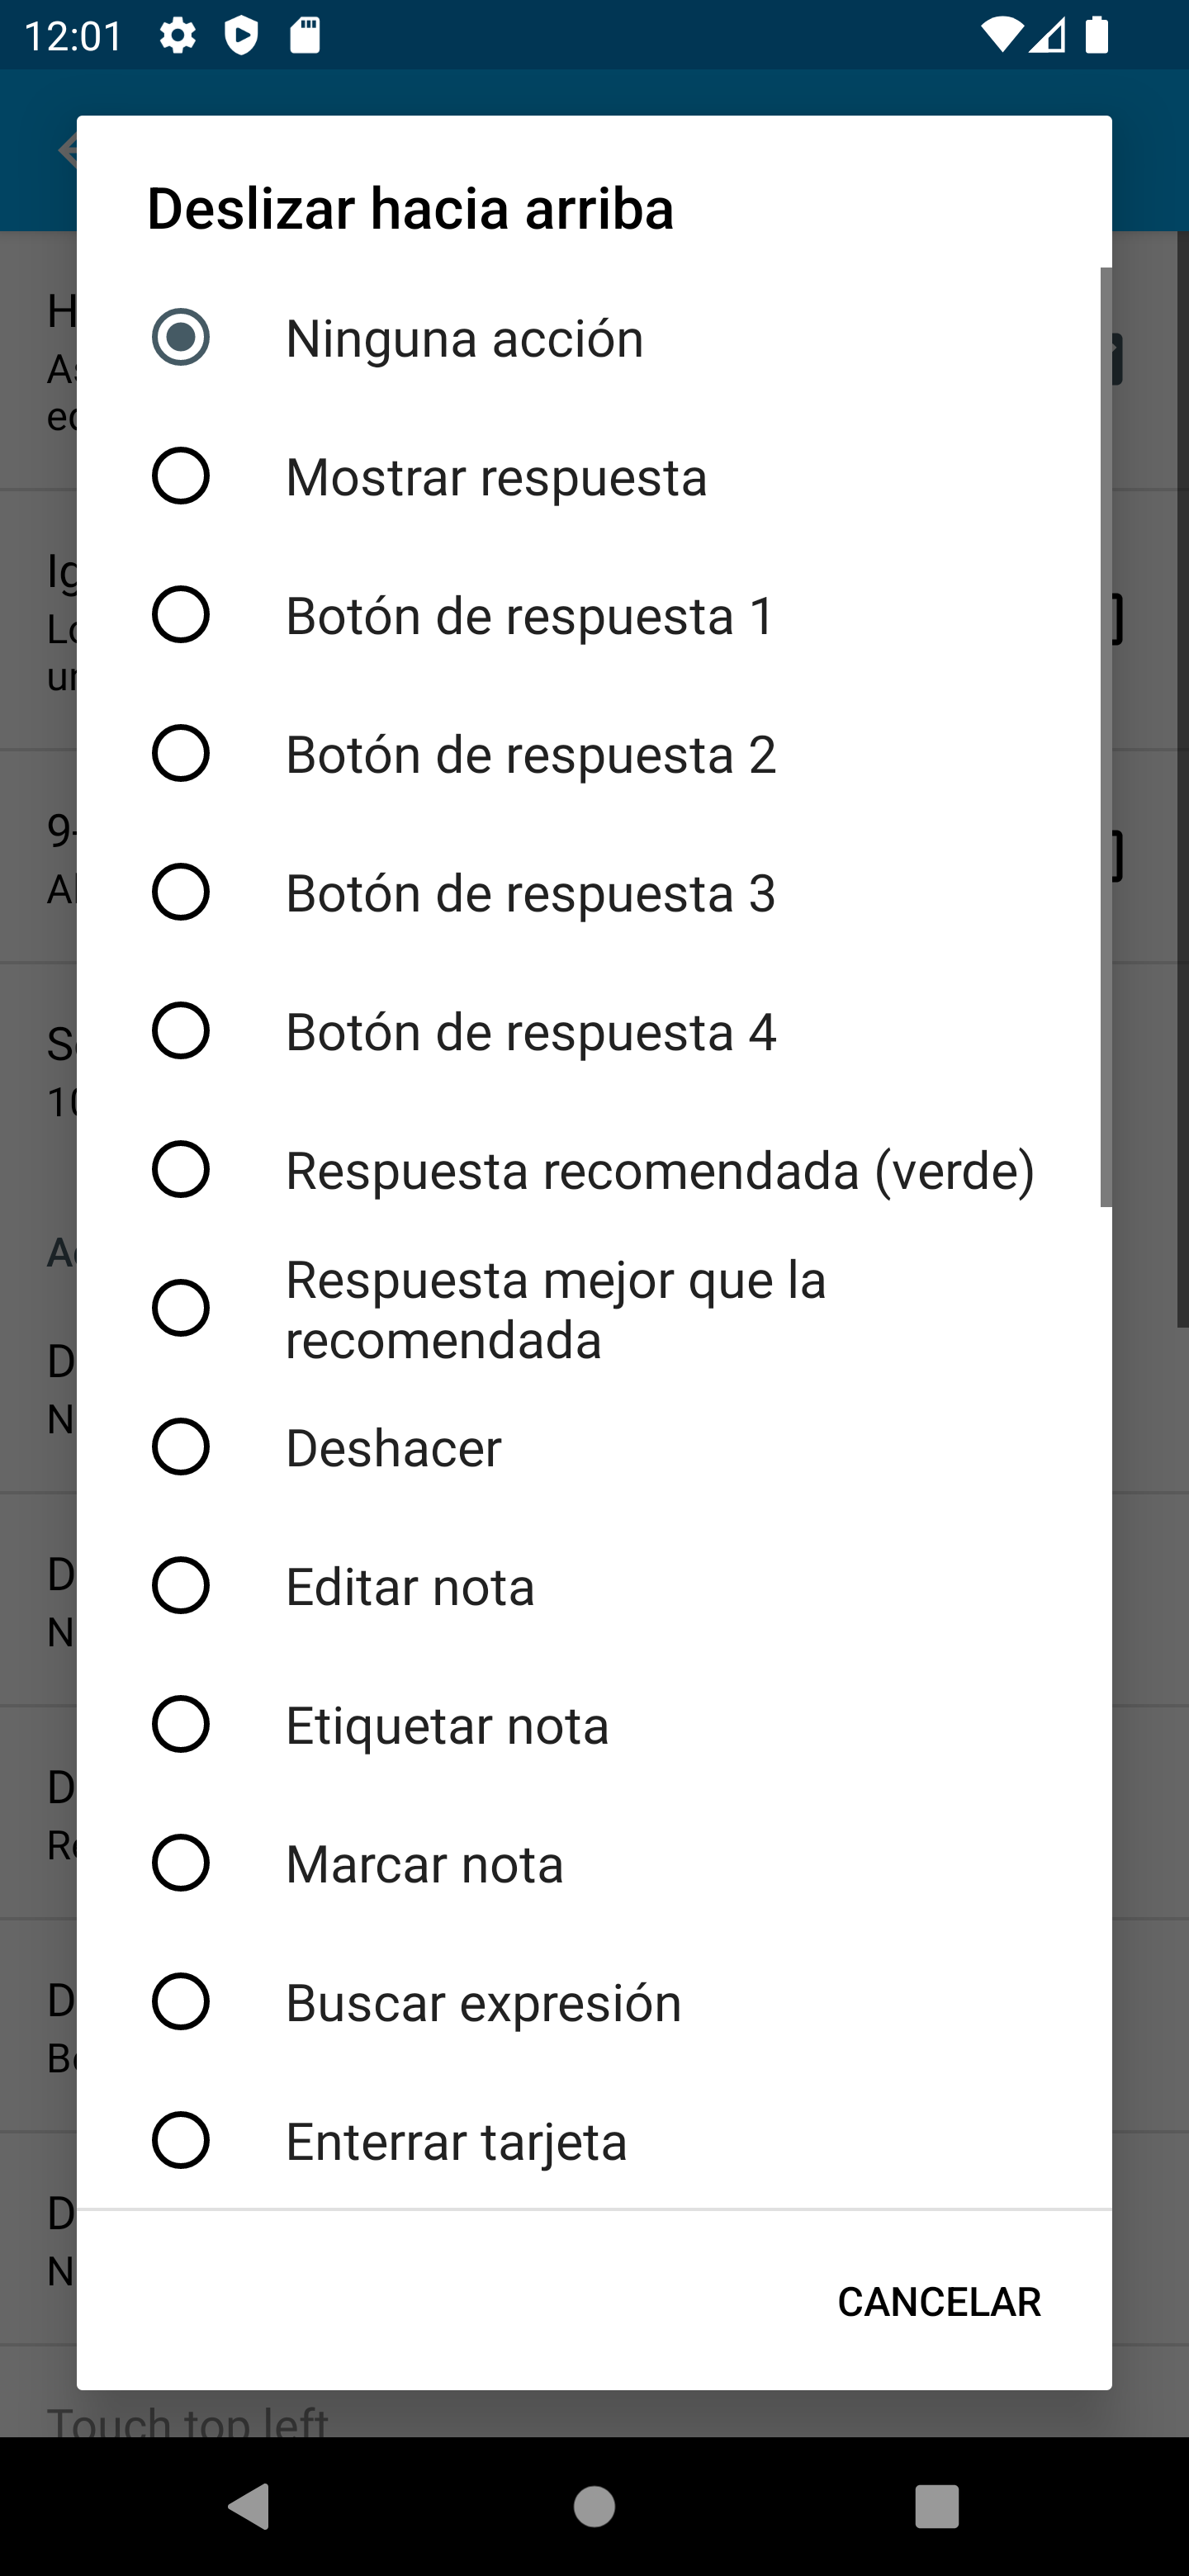 12:01
Deslizar hacia arriba
Ninguna acción
Mostrar respuesta
Botón de respuesta 1
Botón de respuesta 2
Botón de respuesta 3
Botón de respuesta 4
Respuesta recomendada (verde)
Respuesta mejor que la
recomendada
Deshacer
Editar nota
Etiquetar nota
Marcar nota
Buscar expresión
Enterrar tarjeta
CANCELAR
Touch top left